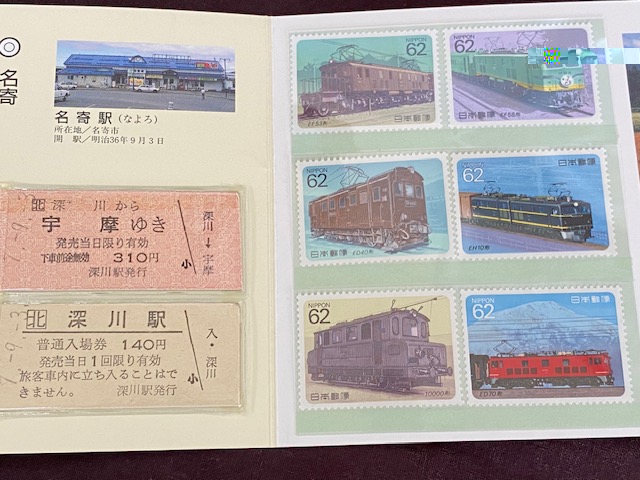 ◎名寄
名寄駅（なよろ）
所在地／名寄市
開　駅／明治36年9月3日
北 深川から
宇摩ゆき
発売当日限り有効
下車前途無効 310円
深川駅発行
深川→宇摩
小
北 深川駅
普通入場券 140円
発売当日1回限り有効
旅客車内に立ち入ることはで
きません。 深川駅発行
入・深川
小
NIPPON
62
EF53形
日本郵便
62
EF58形
日本郵便
NIPPON
62
ED40形
日本郵便
NIPPON
62
日本郵便
EH10形
NIPPON
62
10000形
日本郵便
NIPPON
62
日本郵便
ED70形